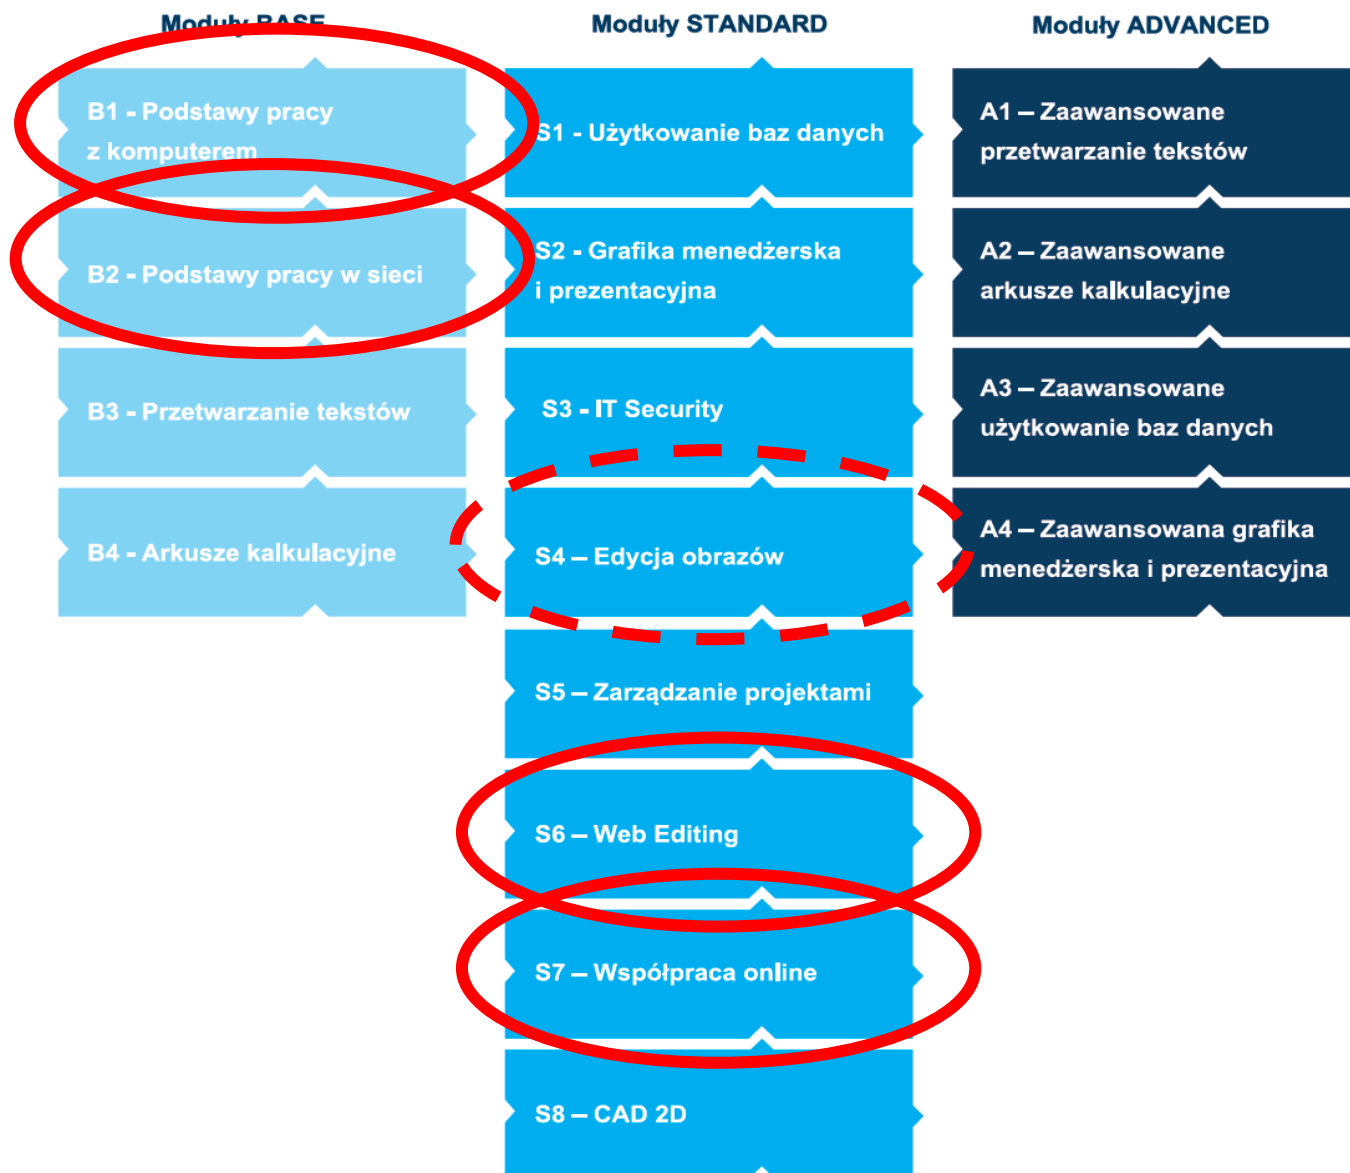 Moduły BASE
B1 - Podstawy pracy
z komputerem
B2 - Podstawy pracy w sieci
B3 - Przetwarzanie tekstów
B4 - Arkusze kalkulacyjne
Moduły STANDARD
S1 - Użytkowanie baz danych
S2 - Grafika menedżerska
i prezentacyjna
S3 - IT Security
S4 – Edycja obrazów
S5 – Zarządzanie projektami
S6 – Web Editing
S7 – Współpraca online
S8 – CAD 2D
Moduły ADVANCED
A1 – Zaawansowane
przetwarzanie tekstów
A2 – Zaawansowane
arkusze kalkulacyjne
A3 – Zaawansowane
użytkowanie baz danych
A4 – Zaawansowana grafika
menedżerska i prezentacyjna